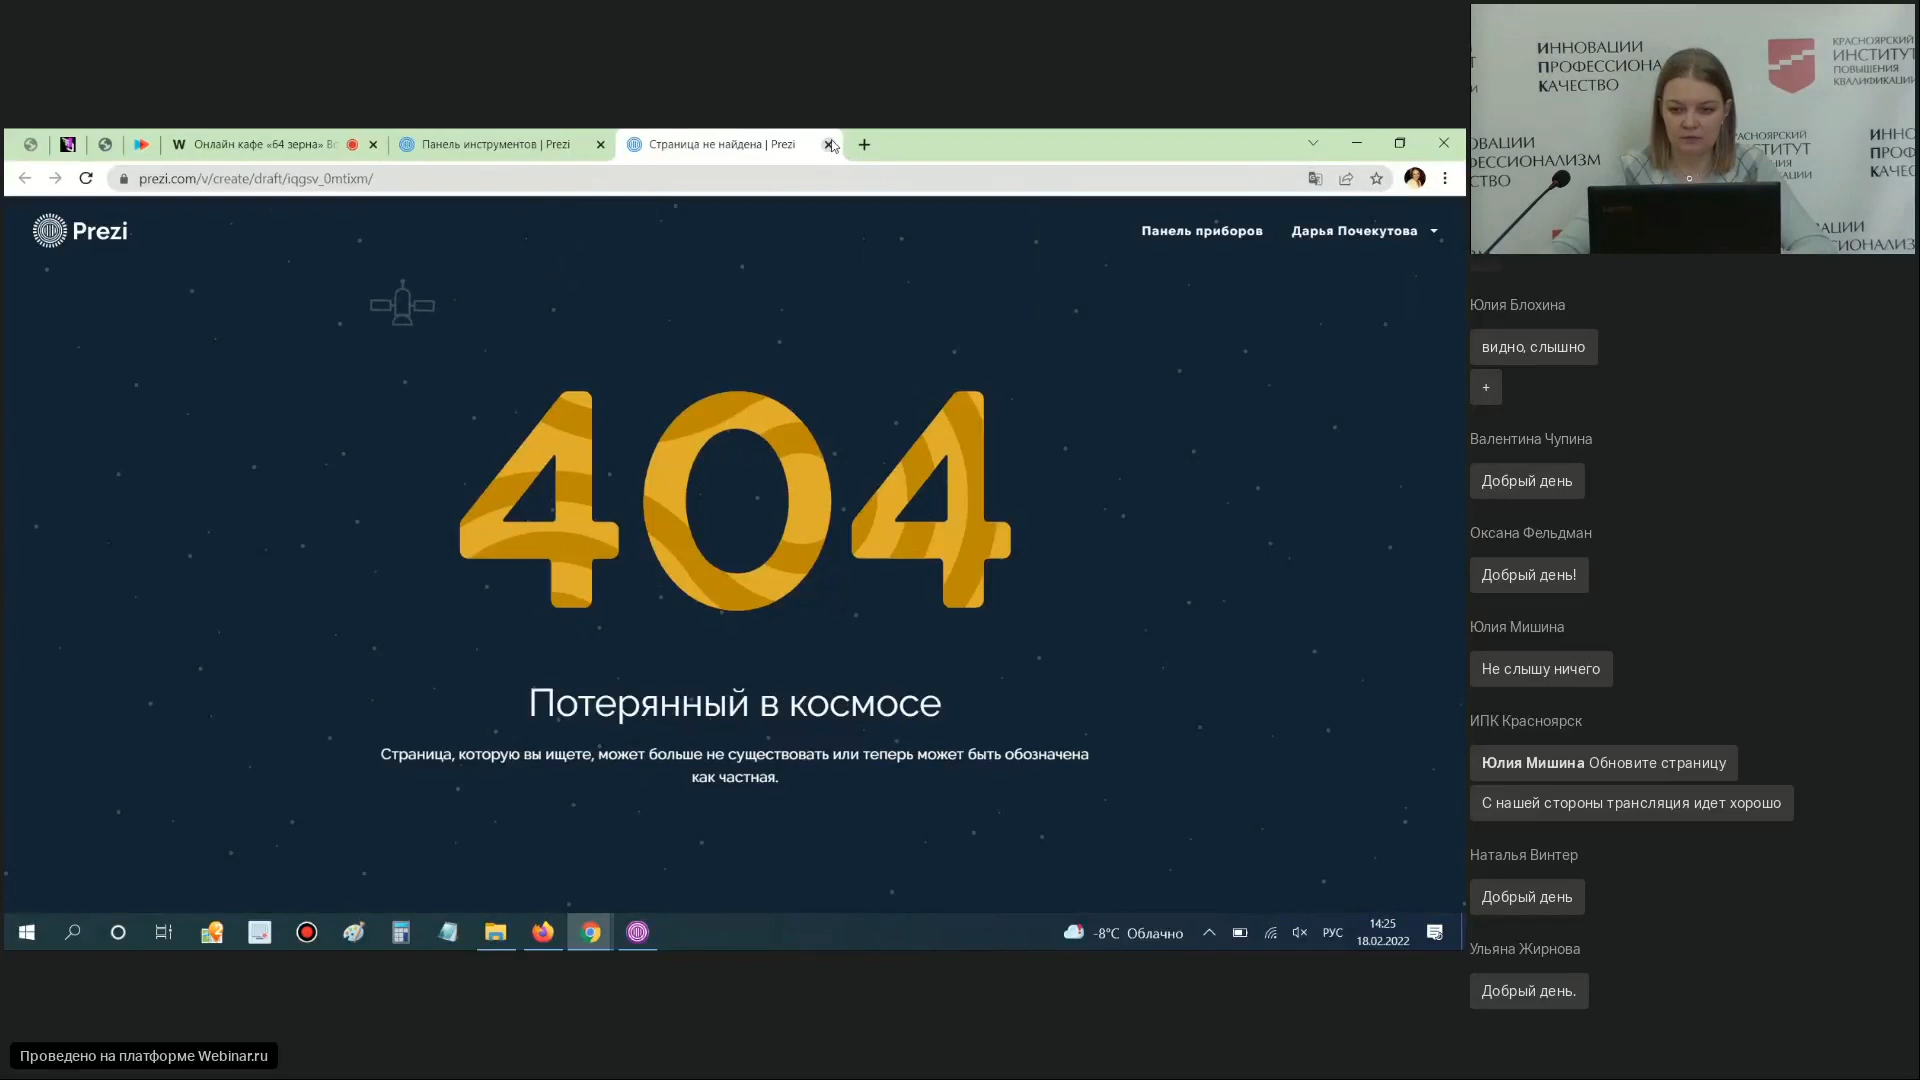 Онлайн кафе «64 зерна»
Панель инструментов | Prezi
Страница не найдена | Prezi
prezi.com/v/create/draft/iqgsv_0mtixm/
Prezi
Панель приборов
Дарья Почекутова
404
Потерянный в космосе
Страница, которую вы ищете, может больше не существовать или теперь может быть обозначена
как частная.
-8°C Облачно
РУС
14:25
18.02.2022
ИННОВАЦИИ
ПРОФЕССИОНА
КАЧЕСТВО
КРАСНОЯРСКИЙ
ИНСТИТУТ
ПОВЫШЕНИЯ
КВАЛИФИКАЦИИ
Юлия Блохина
видно, слышно
+
Валентина Чупина
Добрый день
Оксана Фельдман
Добрый день!
Юлия Мишина
Не слышу ничего
ИПК Красноярск
Юлия Мишина Обновите страницу
С нашей стороны трансляция идет хорошо
Наталья Винтер
Добрый день
Ульяна Жирнова
Добрый день.
Проведено на платформе Webinar.ru